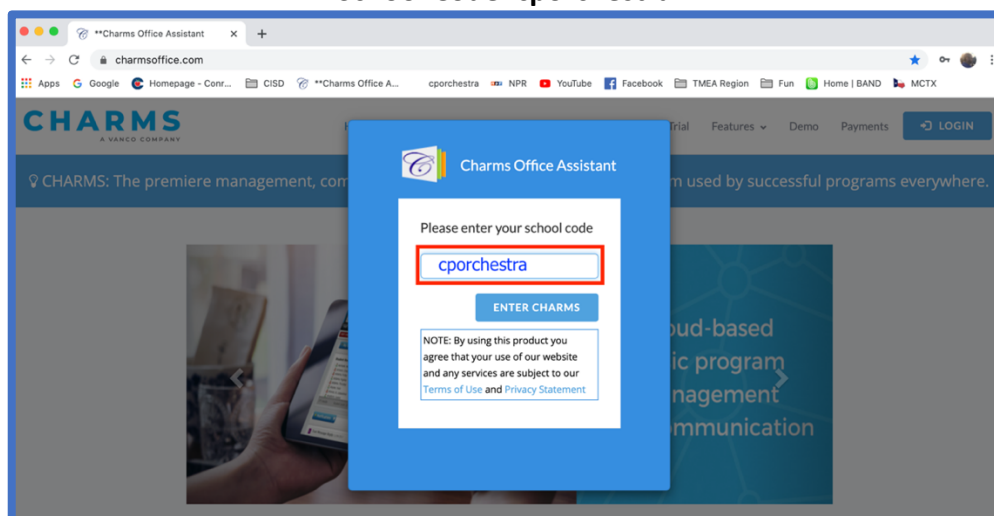 **Charms Office Assistant
charmsoffice.com
Apps Google Homepage - Conr... CISD **Charms Office A... cporchestra NPR YouTube Facebook TMEA Region Fun Home | BAND MCTX
CHARMS
A VANCO COMPANY
Trial Features Demo Payments LOGIN
CHARMS: The premiere management, com m used by successful programs everywhere.
Charms Office Assistant
Please enter your school code
cporchestra
ENTER CHARMS
NOTE: By using this product you
agree that your use of our website
and any services are subject to our
Terms of Use and Privacy Statement
oud-based
ic program
nagement
mmunication